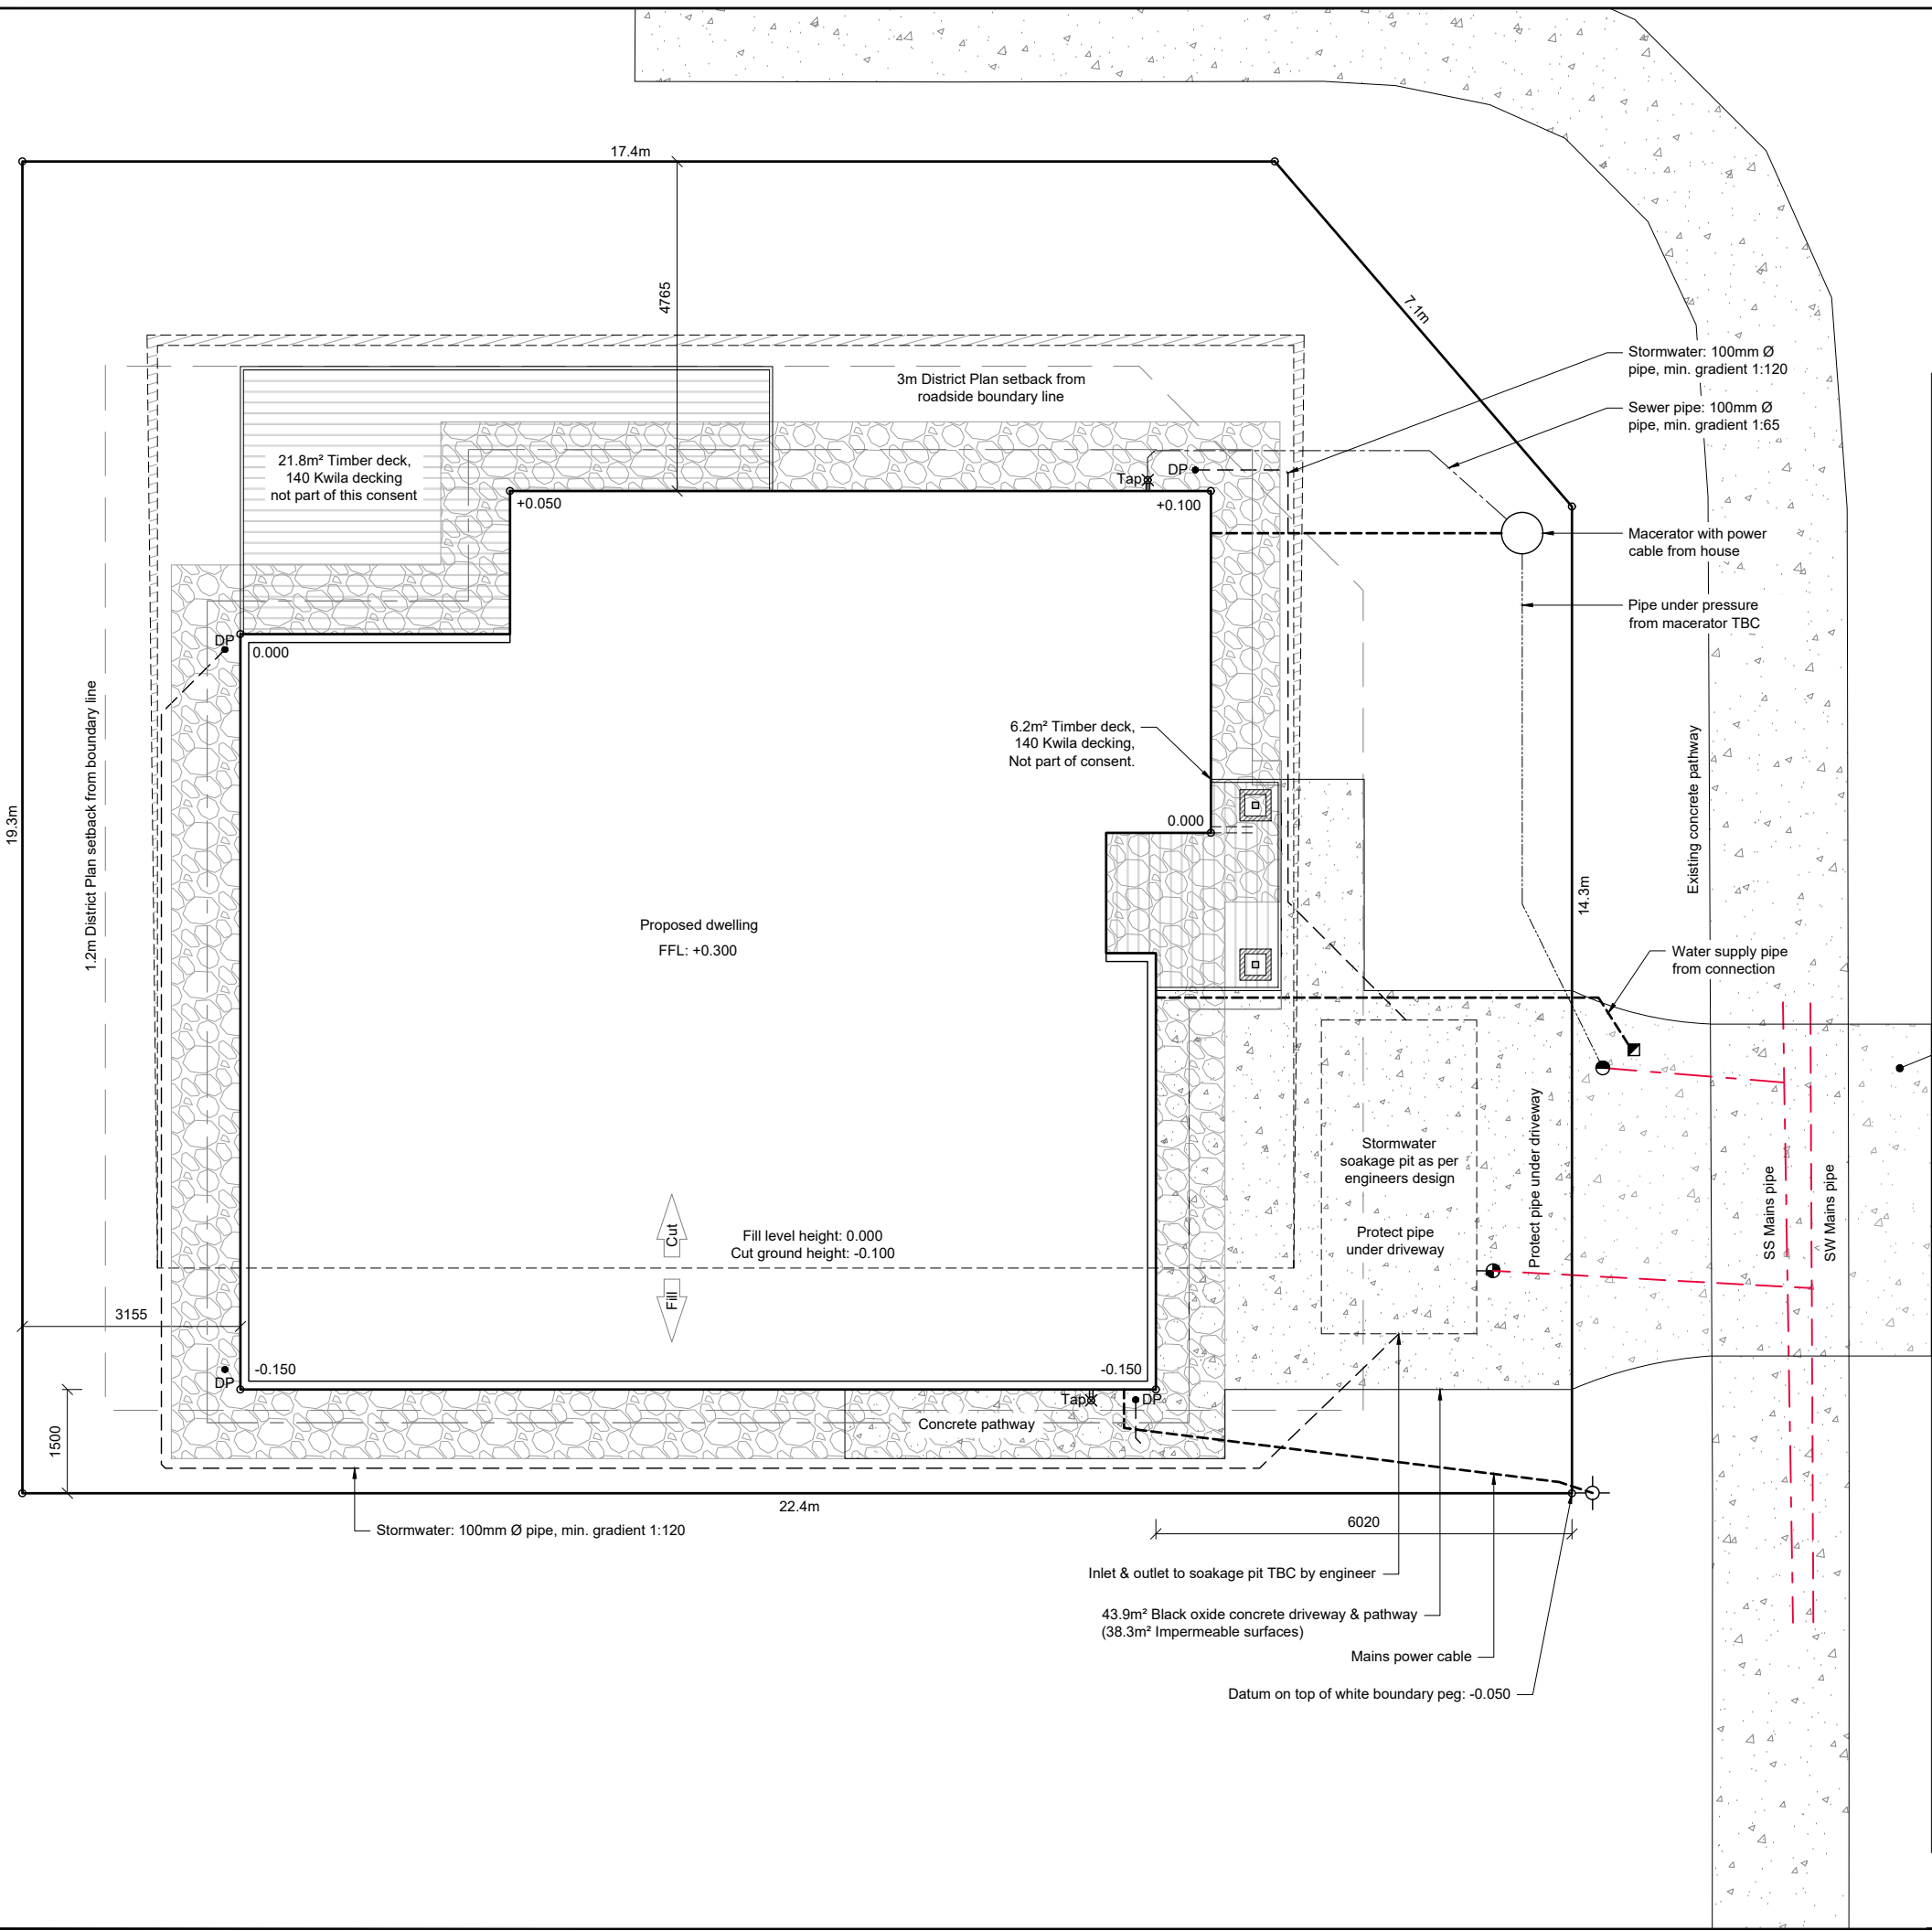 17.4m
4765
7.1m
Stormwater: 100mm Ø
pipe, min. gradient 1:120
3m District Plan setback from
roadside boundary line
Sewer pipe: 100mm Ø
pipe, min. gradient 1:65
21.8m² Timber deck,
140 Kwila decking
not part of this consent
DP
Tap
+0.050
+0.100
Macerator with power
cable from house
Pipe under pressure
from macerator TBC
DP
0.000
1.2m District Plan setback from boundary line
6.2m² Timber deck,
140 Kwila decking,
Not part of consent.
Existing concrete pathway
19.3m
0.000
14.3m
Proposed dwelling
FFL: +0.300
Water supply pipe
from connection
Stormwater
soakage pit as per
engineers design
Protect pipe
under driveway
Protect pipe under driveway
SS Mains pipe
SW Mains pipe
Cut
Fill level height: 0.000
Cut ground height: -0.100
Fill
3155
-0.150
-0.150
DP
Tap
DP
Concrete pathway
1500
22.4m
Stormwater: 100mm Ø pipe, min. gradient 1:120
6020
Inlet & outlet to soakage pit TBC by engineer
43.9m² Black oxide concrete driveway & pathway
(38.3m² Impermeable surfaces)
Mains power cable
Datum on top of white boundary peg: -0.050